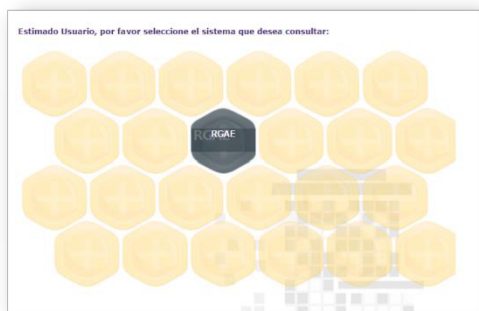 Estimado Usuario, por favor seleccione el sistema que desea consultar:
RGAE